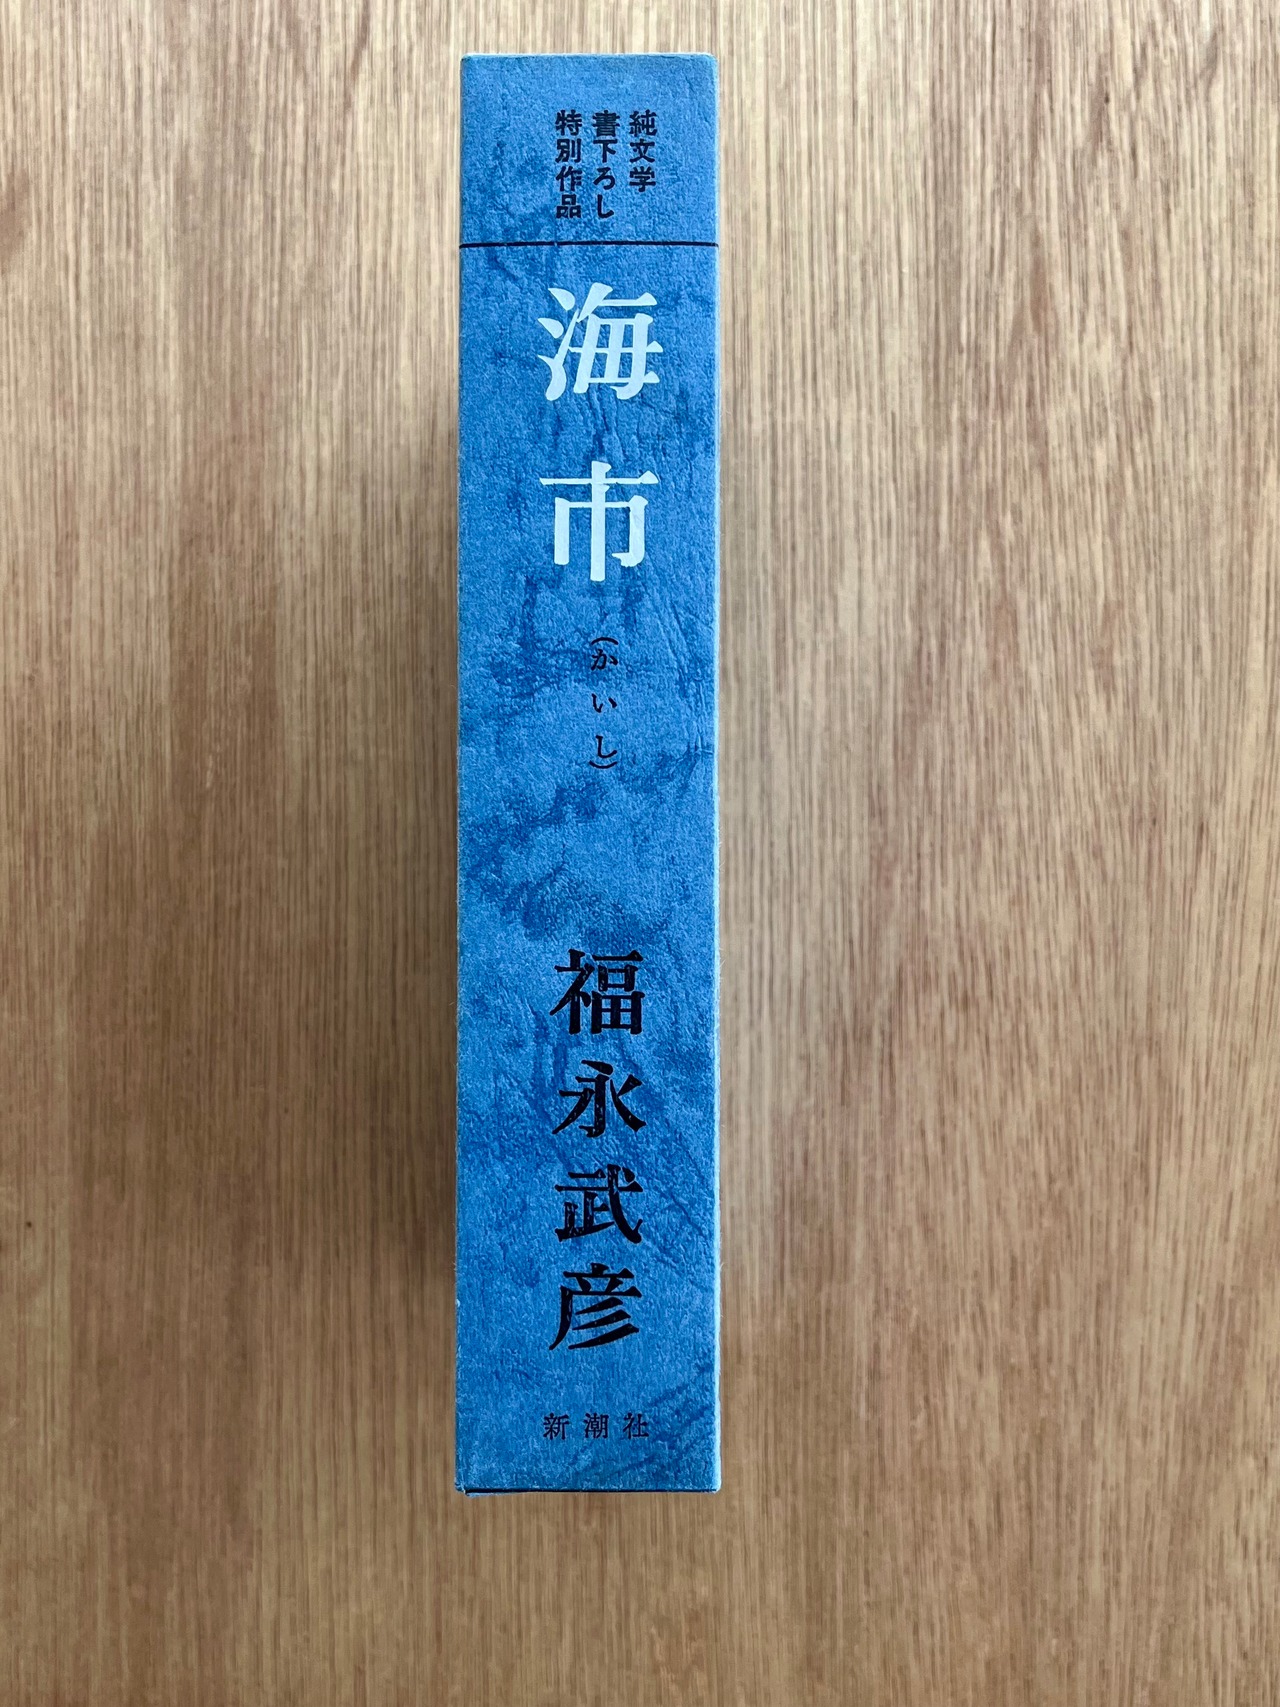 純文学
書下ろし
特別作品
海市
（かいし）
福永武彦
新潮社